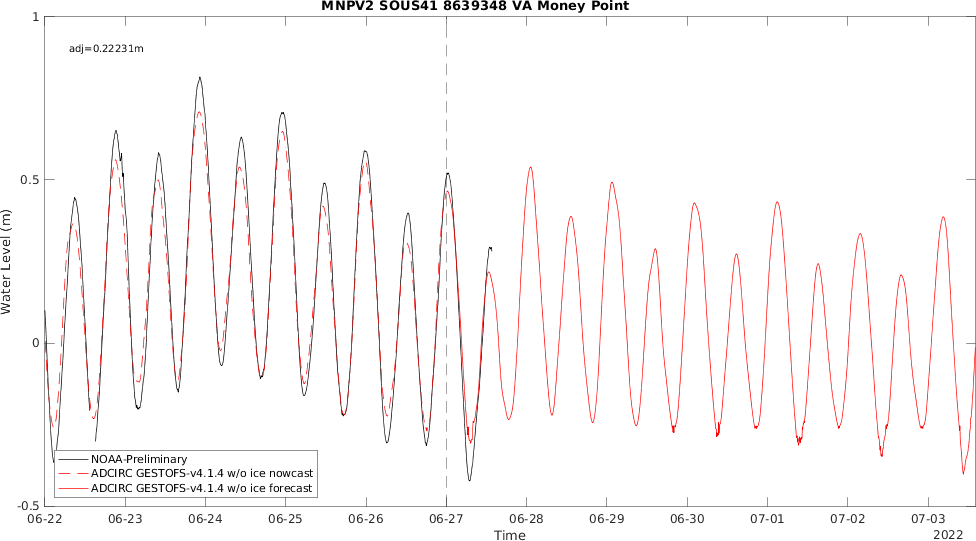 MNPV2 SOUS41 8639348 VA Money Point
adj=0.22231m
1
0.5
0
-0.5
Water Level (m)
NOAA-Preliminary
ADCIRC GESTOFS-v4.1.4 w/o ice nowcast
ADCIRC GESTOFS-v4.1.4 w/o ice forecast
06-22 06-23 06-24 06-25 06-26 06-27 06-28 06-29 06-30 07-01 07-02 07-03
Time
2022